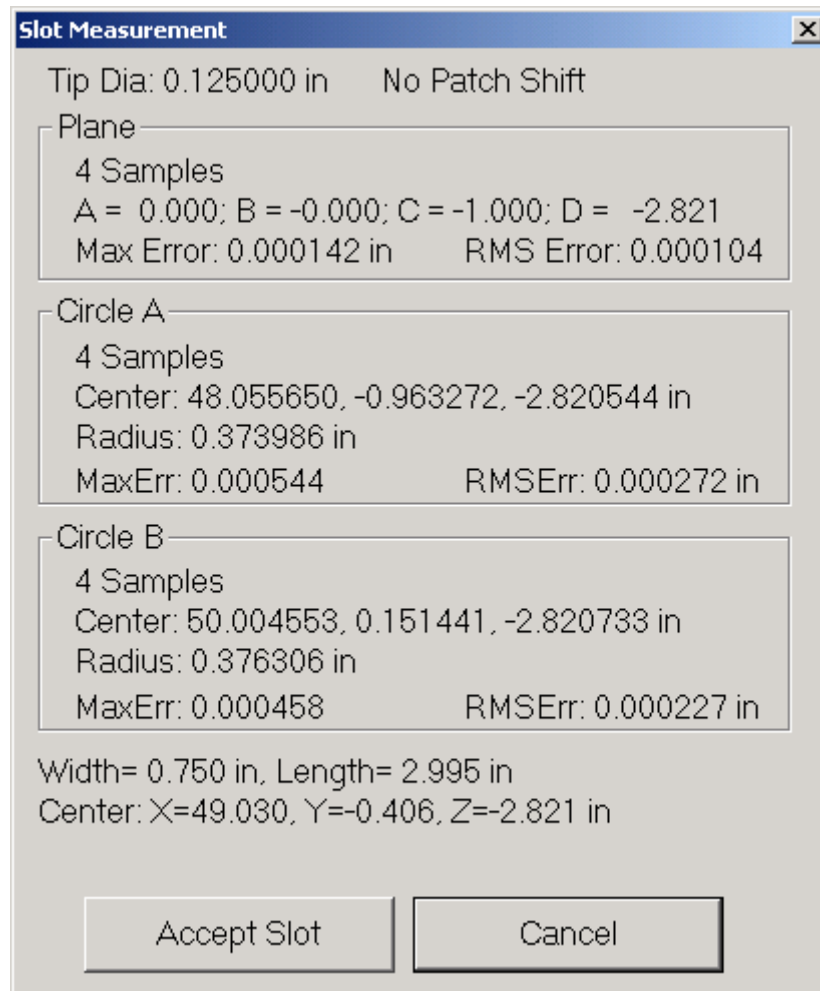 Slot Measurement
Tip Dia: 0.125000 in No Patch Shift
Plane
4 Samples
A = 0.000; B = -0.000; C = -1.000; D = -2.821
Max Error: 0.000142 in RMS Error: 0.000104
Circle A
4 Samples
Center: 48.055650, -0.963272, -2.820544 in
Radius: 0.373986 in
MaxErr: 0.000544 RMSErr: 0.000272 in
Circle B
4 Samples
Center: 50.004553, 0.151441, -2.820733 in
Radius: 0.376306 in
MaxErr: 0.000458 RMSErr: 0.000227 in
Width= 0.750 in, Length= 2.995 in
Center: X=49.030, Y=-0.406, Z=-2.821 in
Accept Slot Cancel